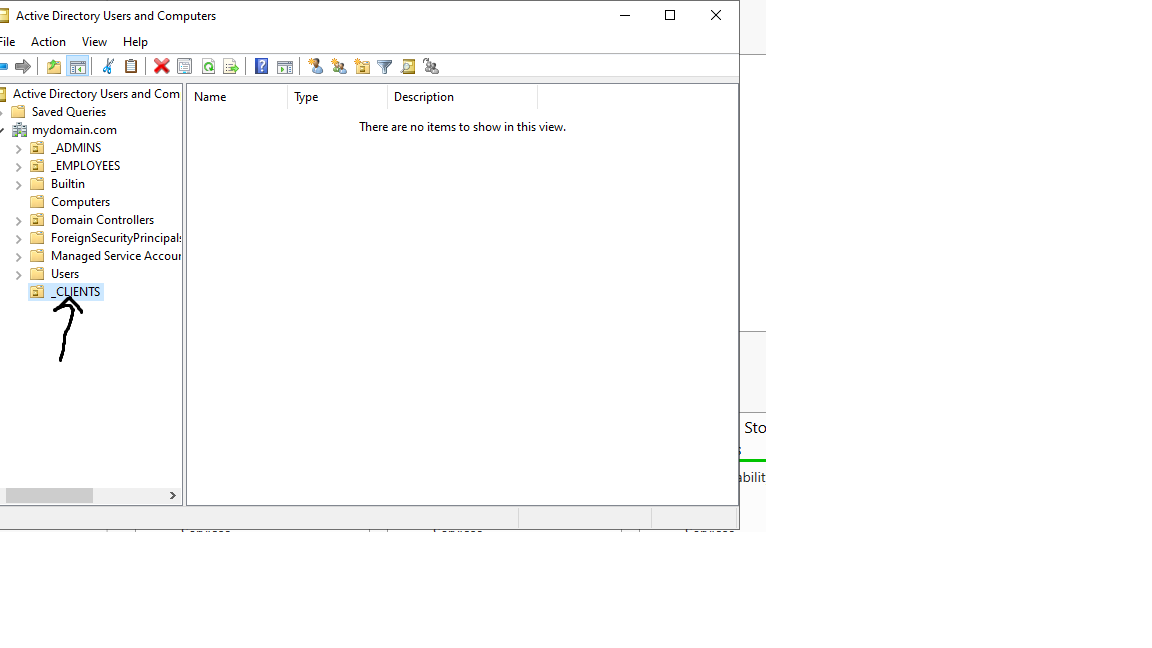 Active Directory Users and Computers
File Action View Help
Active Directory Users and Com
Name Type Description
Saved Queries
There are no items to show in this view.
mydomain.com
_ADMINS
_EMPLOYEES
Builtin
Computers
Domain Controllers
ForeignSecurityPrincipals
Managed Service Accour
Users
_CLIENTS
Sto
abilit